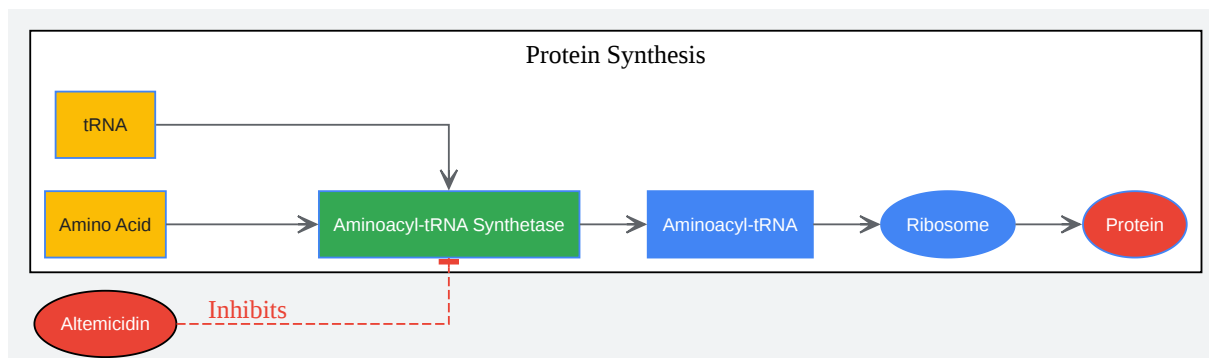 Protein Synthesis
tRNA
Amino Acid
Aminoacyl-tRNA Synthetase
Aminoacyl-tRNA
Ribosome
Protein
Altemicidin
Inhibits